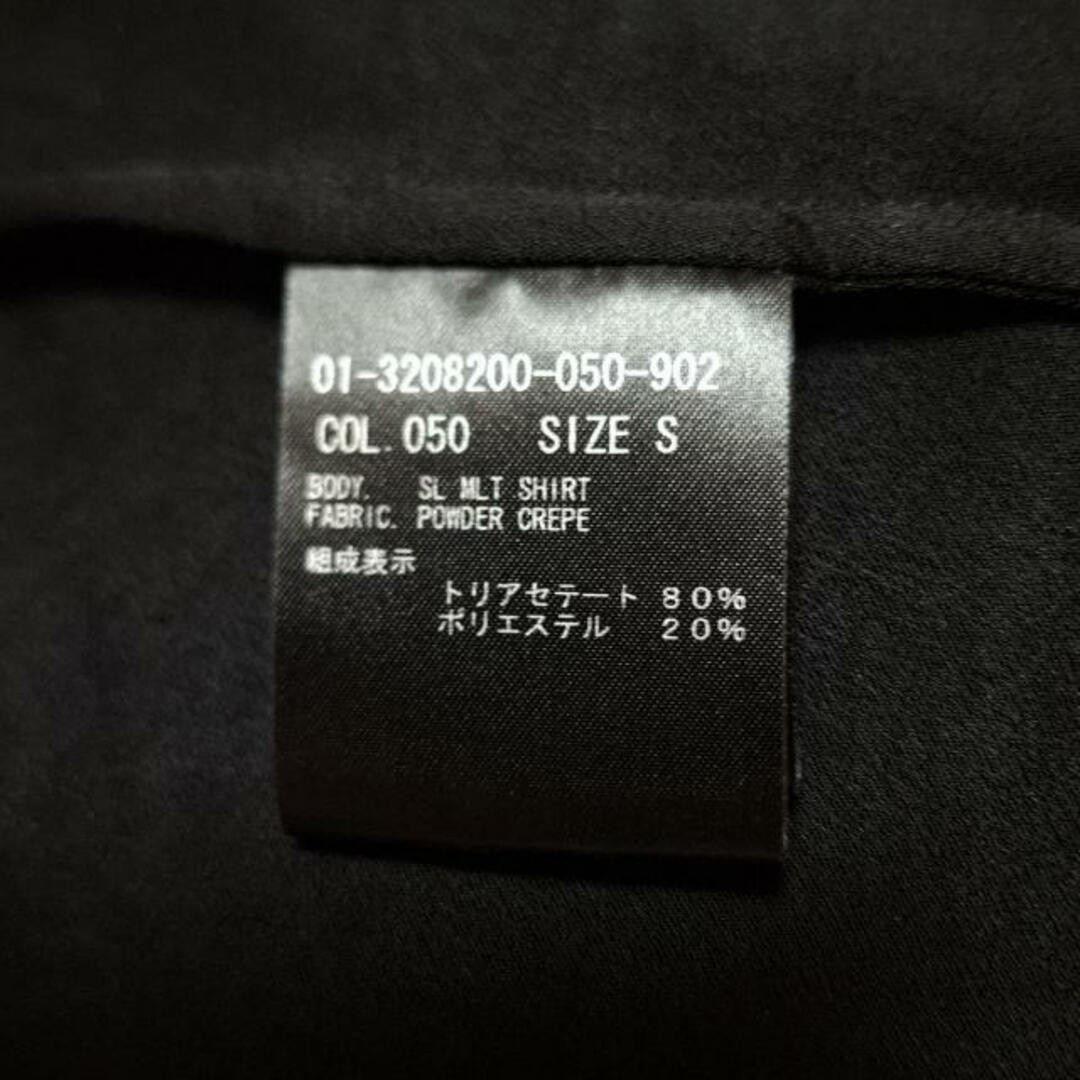 01-3208200-050-902
COL. 050 SIZE S
BODY. SL MLT SHIRT
FABRIC. POWDER CREPE
組成表示
トリアセテート 80%
ポリエステル 20%